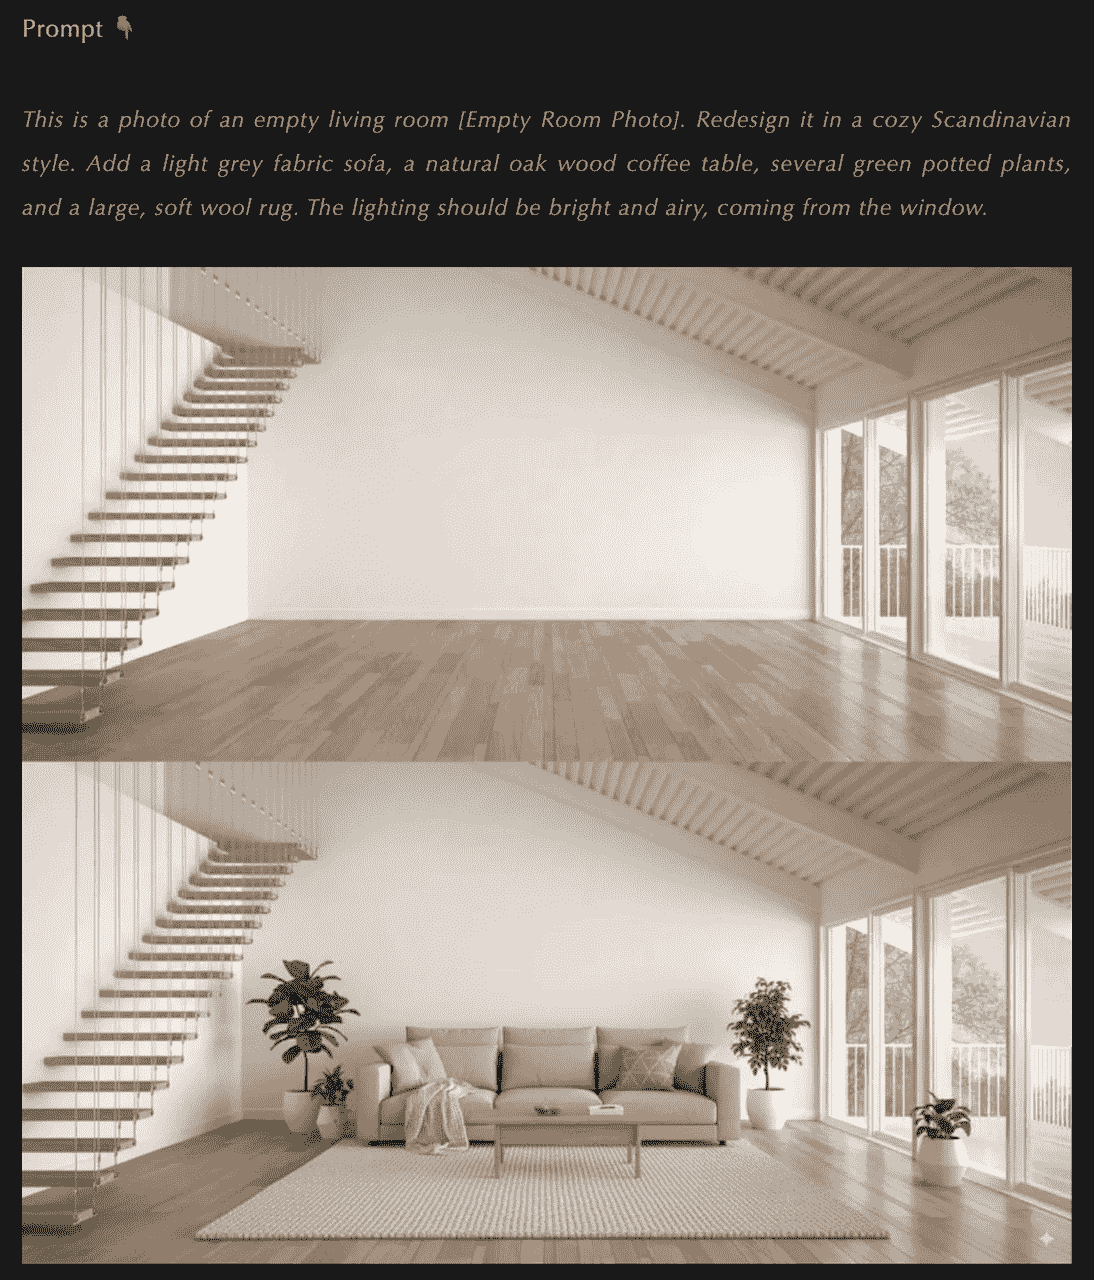 Prompt 👇
This is a photo of an empty living room [Empty Room Photo]. Redesign it in a cozy Scandinavian
style. Add a light grey fabric sofa, a natural oak wood coffee table, several green potted plants,
and a large, soft wool rug. The lighting should be bright and airy, coming from the window.